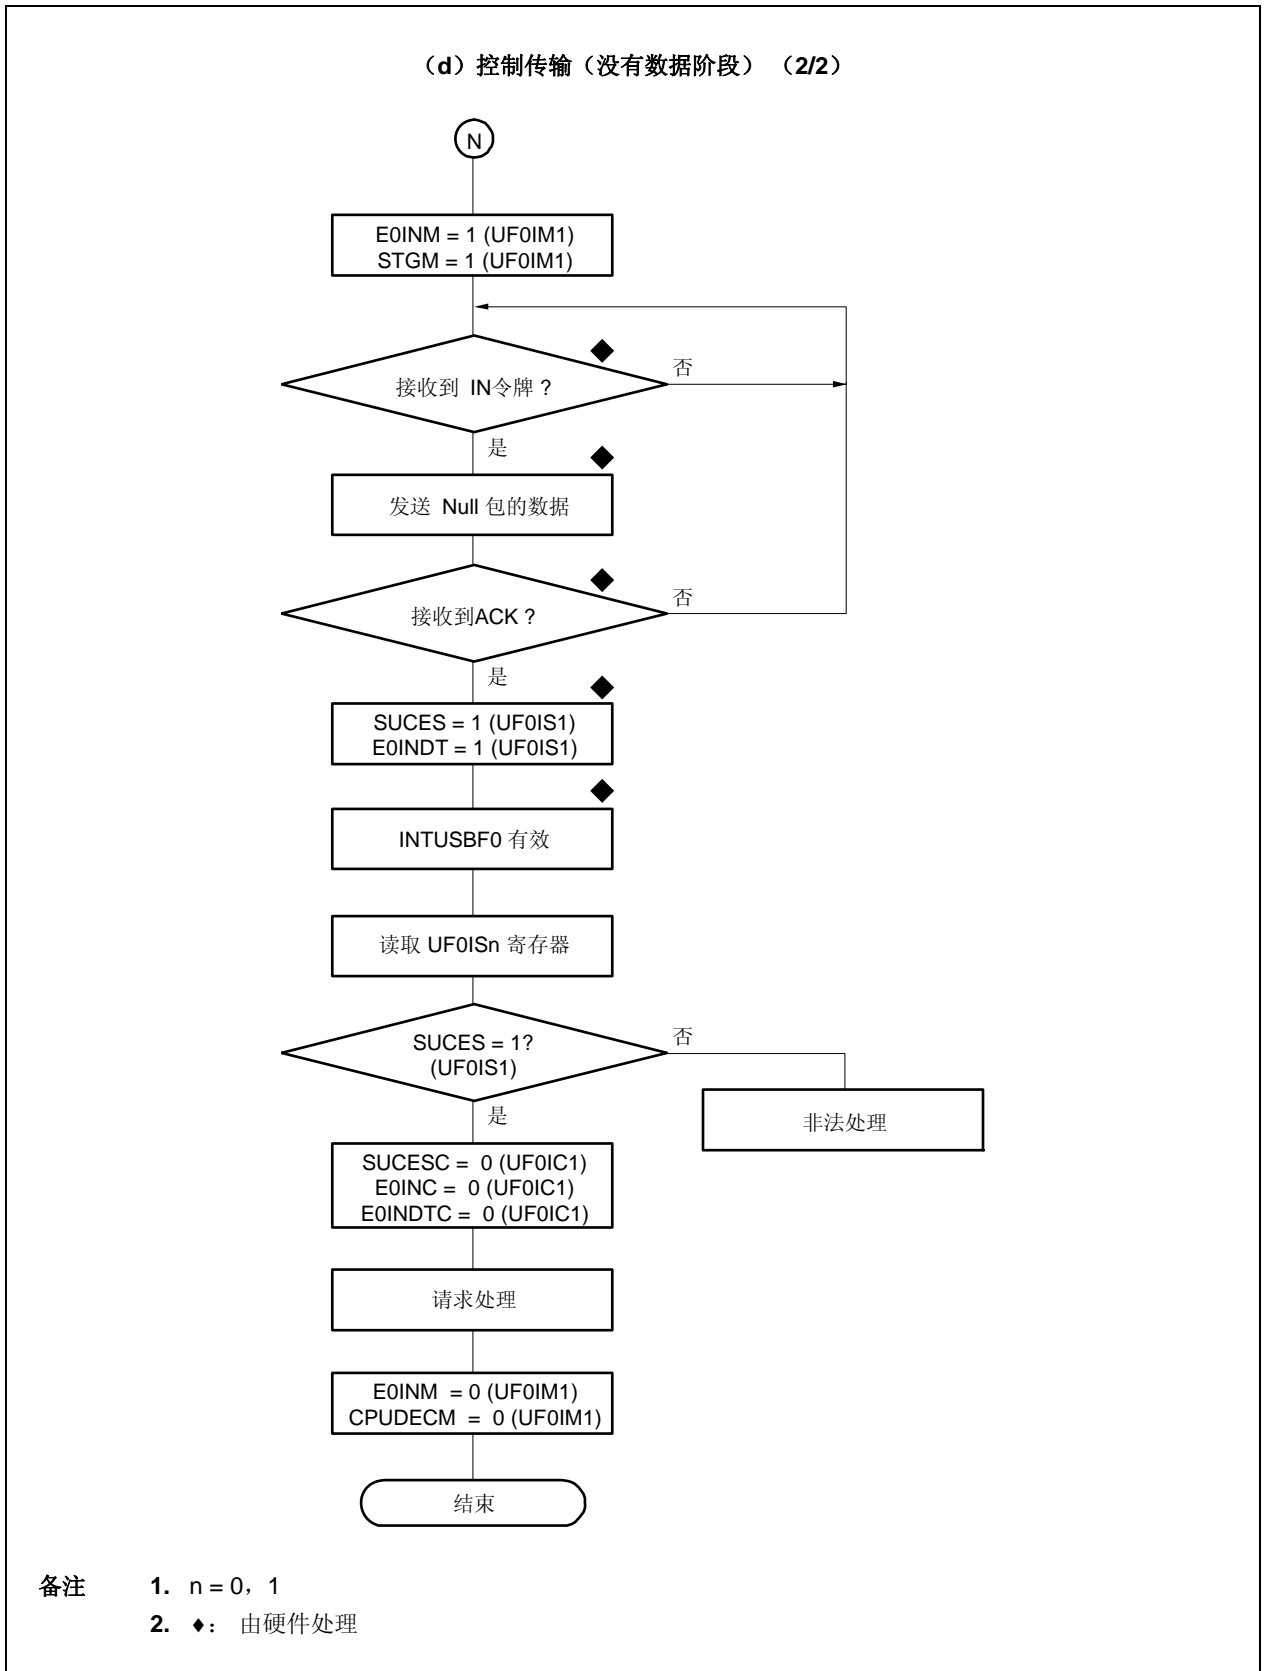 （d）控制传输（没有数据阶段）（2/2）
N
E0INM = 1 (UF0IM1)
STGM = 1 (UF0IM1)
接收到 IN令牌 ?
否
是
发送 Null 包的数据
接收到ACK ?
否
是
SUCES = 1 (UF0IS1)
E0INDT = 1 (UF0IS1)
INTUSBF0 有效
读取 UF0ISn 寄存器
SUCES = 1?
(UF0IS1)
否
是
非法处理
SUCESC = 0 (UF0IC1)
E0INC = 0 (UF0IC1)
E0INDTC = 0 (UF0IC1)
请求处理
E0INM = 0 (UF0IM1)
CPUDECM = 0 (UF0IM1)
结束
备注 1. n = 0，1
2. ♦： 由硬件处理